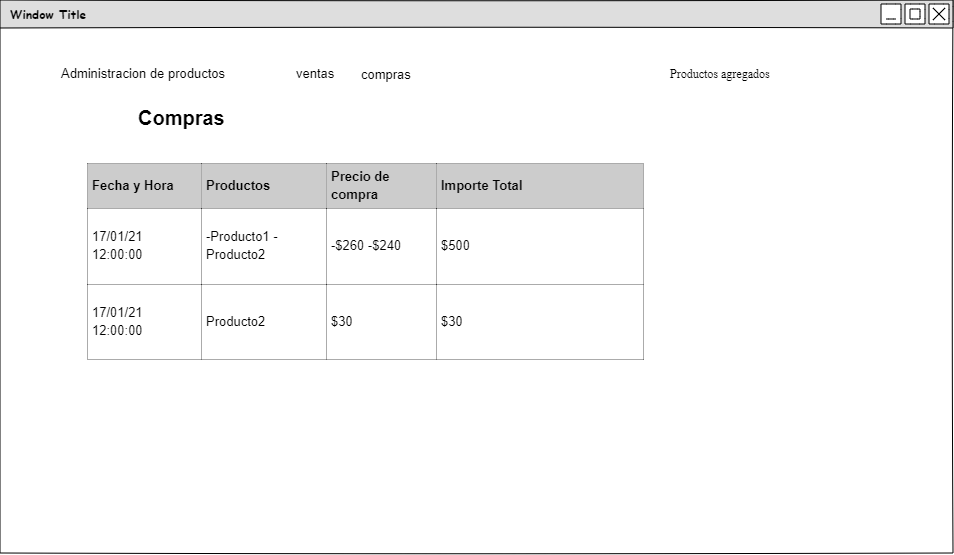 Window Title
Administracion de productos ventas compras Productos agregados
Compras
Fecha y Hora Productos Precio de compra Importe Total
17/01/21 12:00:00 -Producto1 -Producto2 -$260 -$240 $500
17/01/21 12:00:00 Producto2 $30 $30